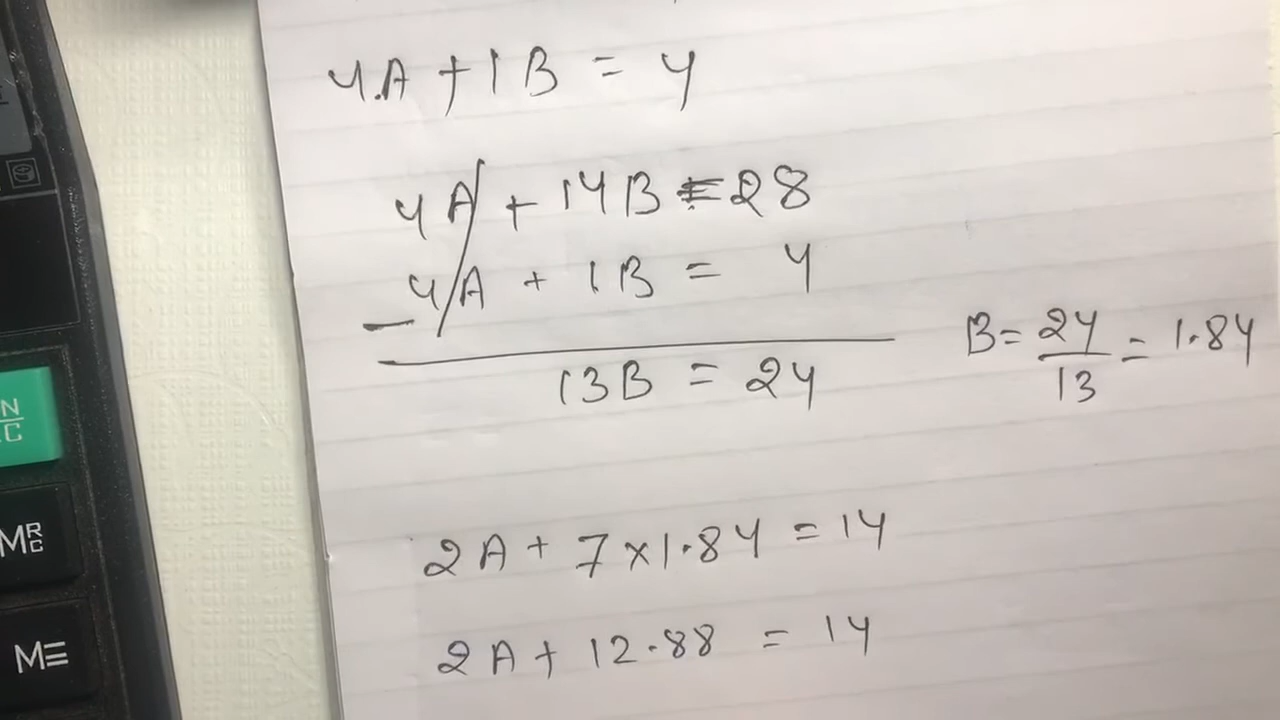 4A + 1B = 4
4A + 14B = 28
4A + 1B = 4
—
13B = 24
B = 24/13 = 1.84
2A + 7 x 1.84 = 14
2A + 12.88 = 14
MRC
M=